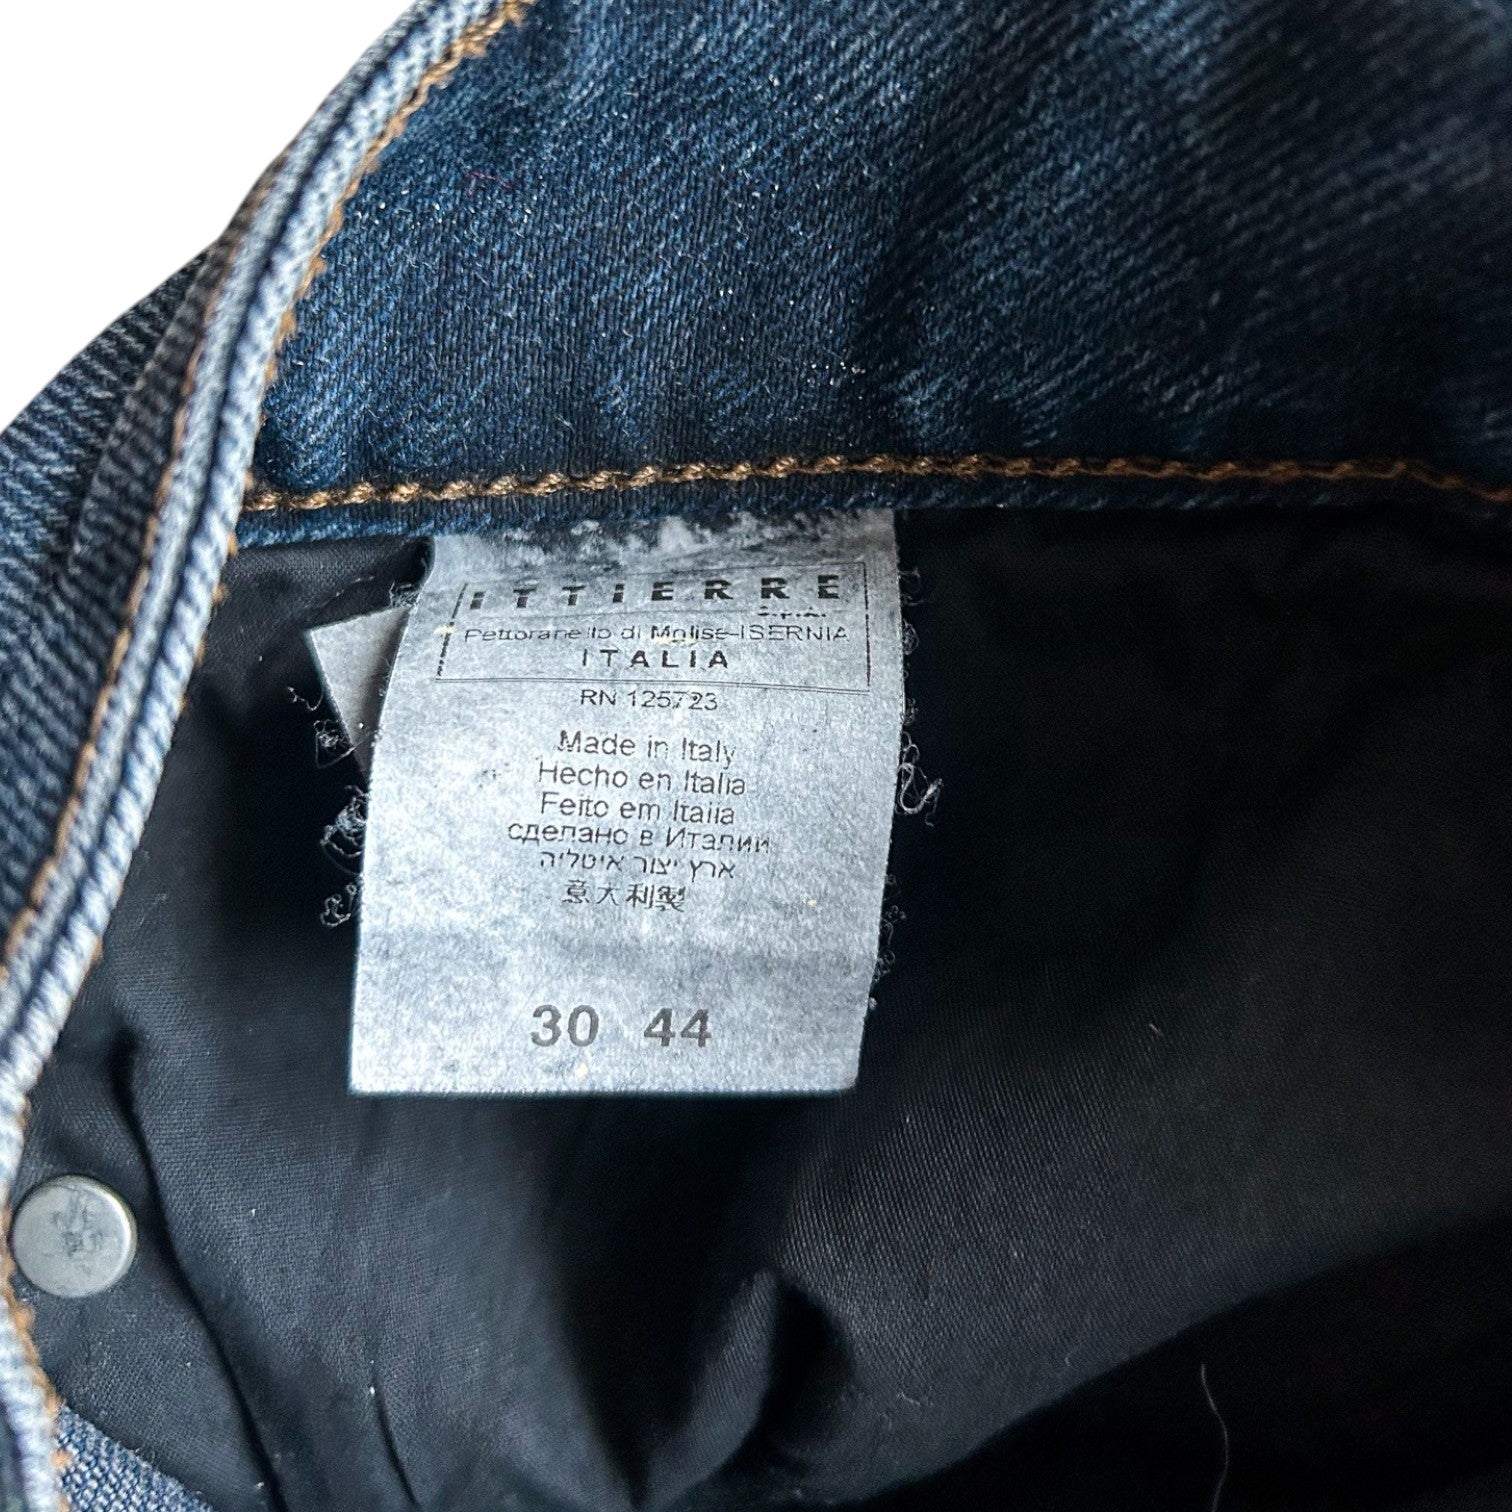 ITTIERRE
S.p.A.
Pettoranello di Molise-ISERNIA
ITALIA
RN 125723
Made in Italy
Hecho en Italia
Feito em Italia
сделано в Италии
ארץ יצור איטליה
意大利製
30 44